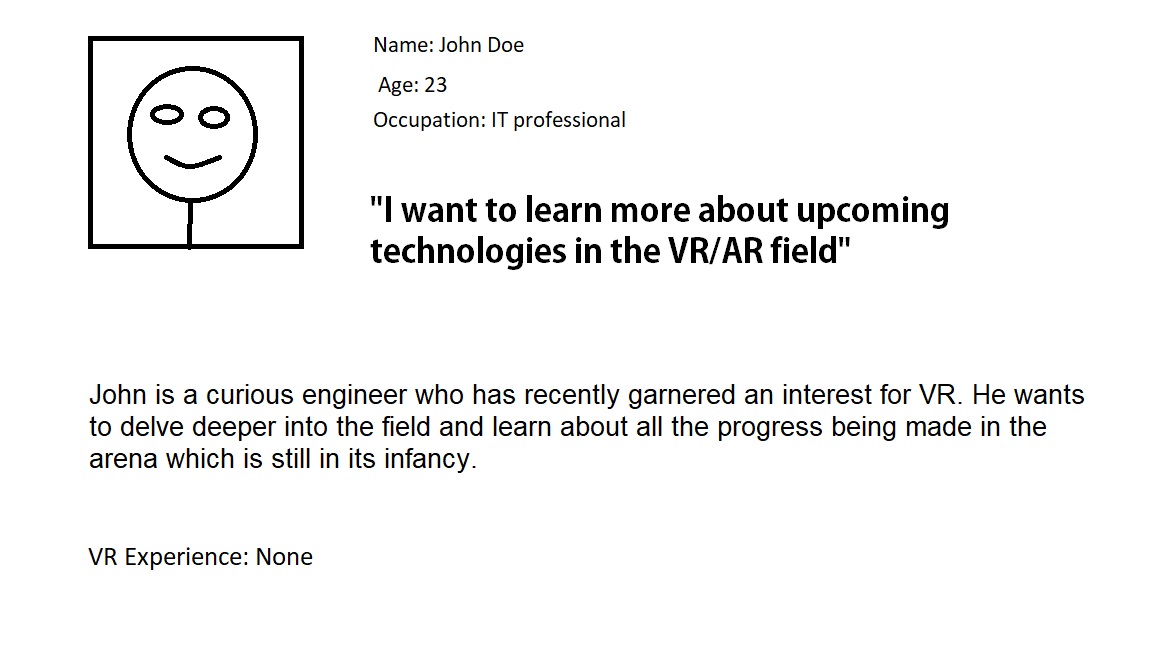 Name: John Doe
Age: 23
Occupation: IT professional
"I want to learn more about upcoming
technologies in the VR/AR field"
John is a curious engineer who has recently garnered an interest for VR. He wants
to delve deeper into the field and learn about all the progress being made in the
arena which is still in its infancy.
VR Experience: None